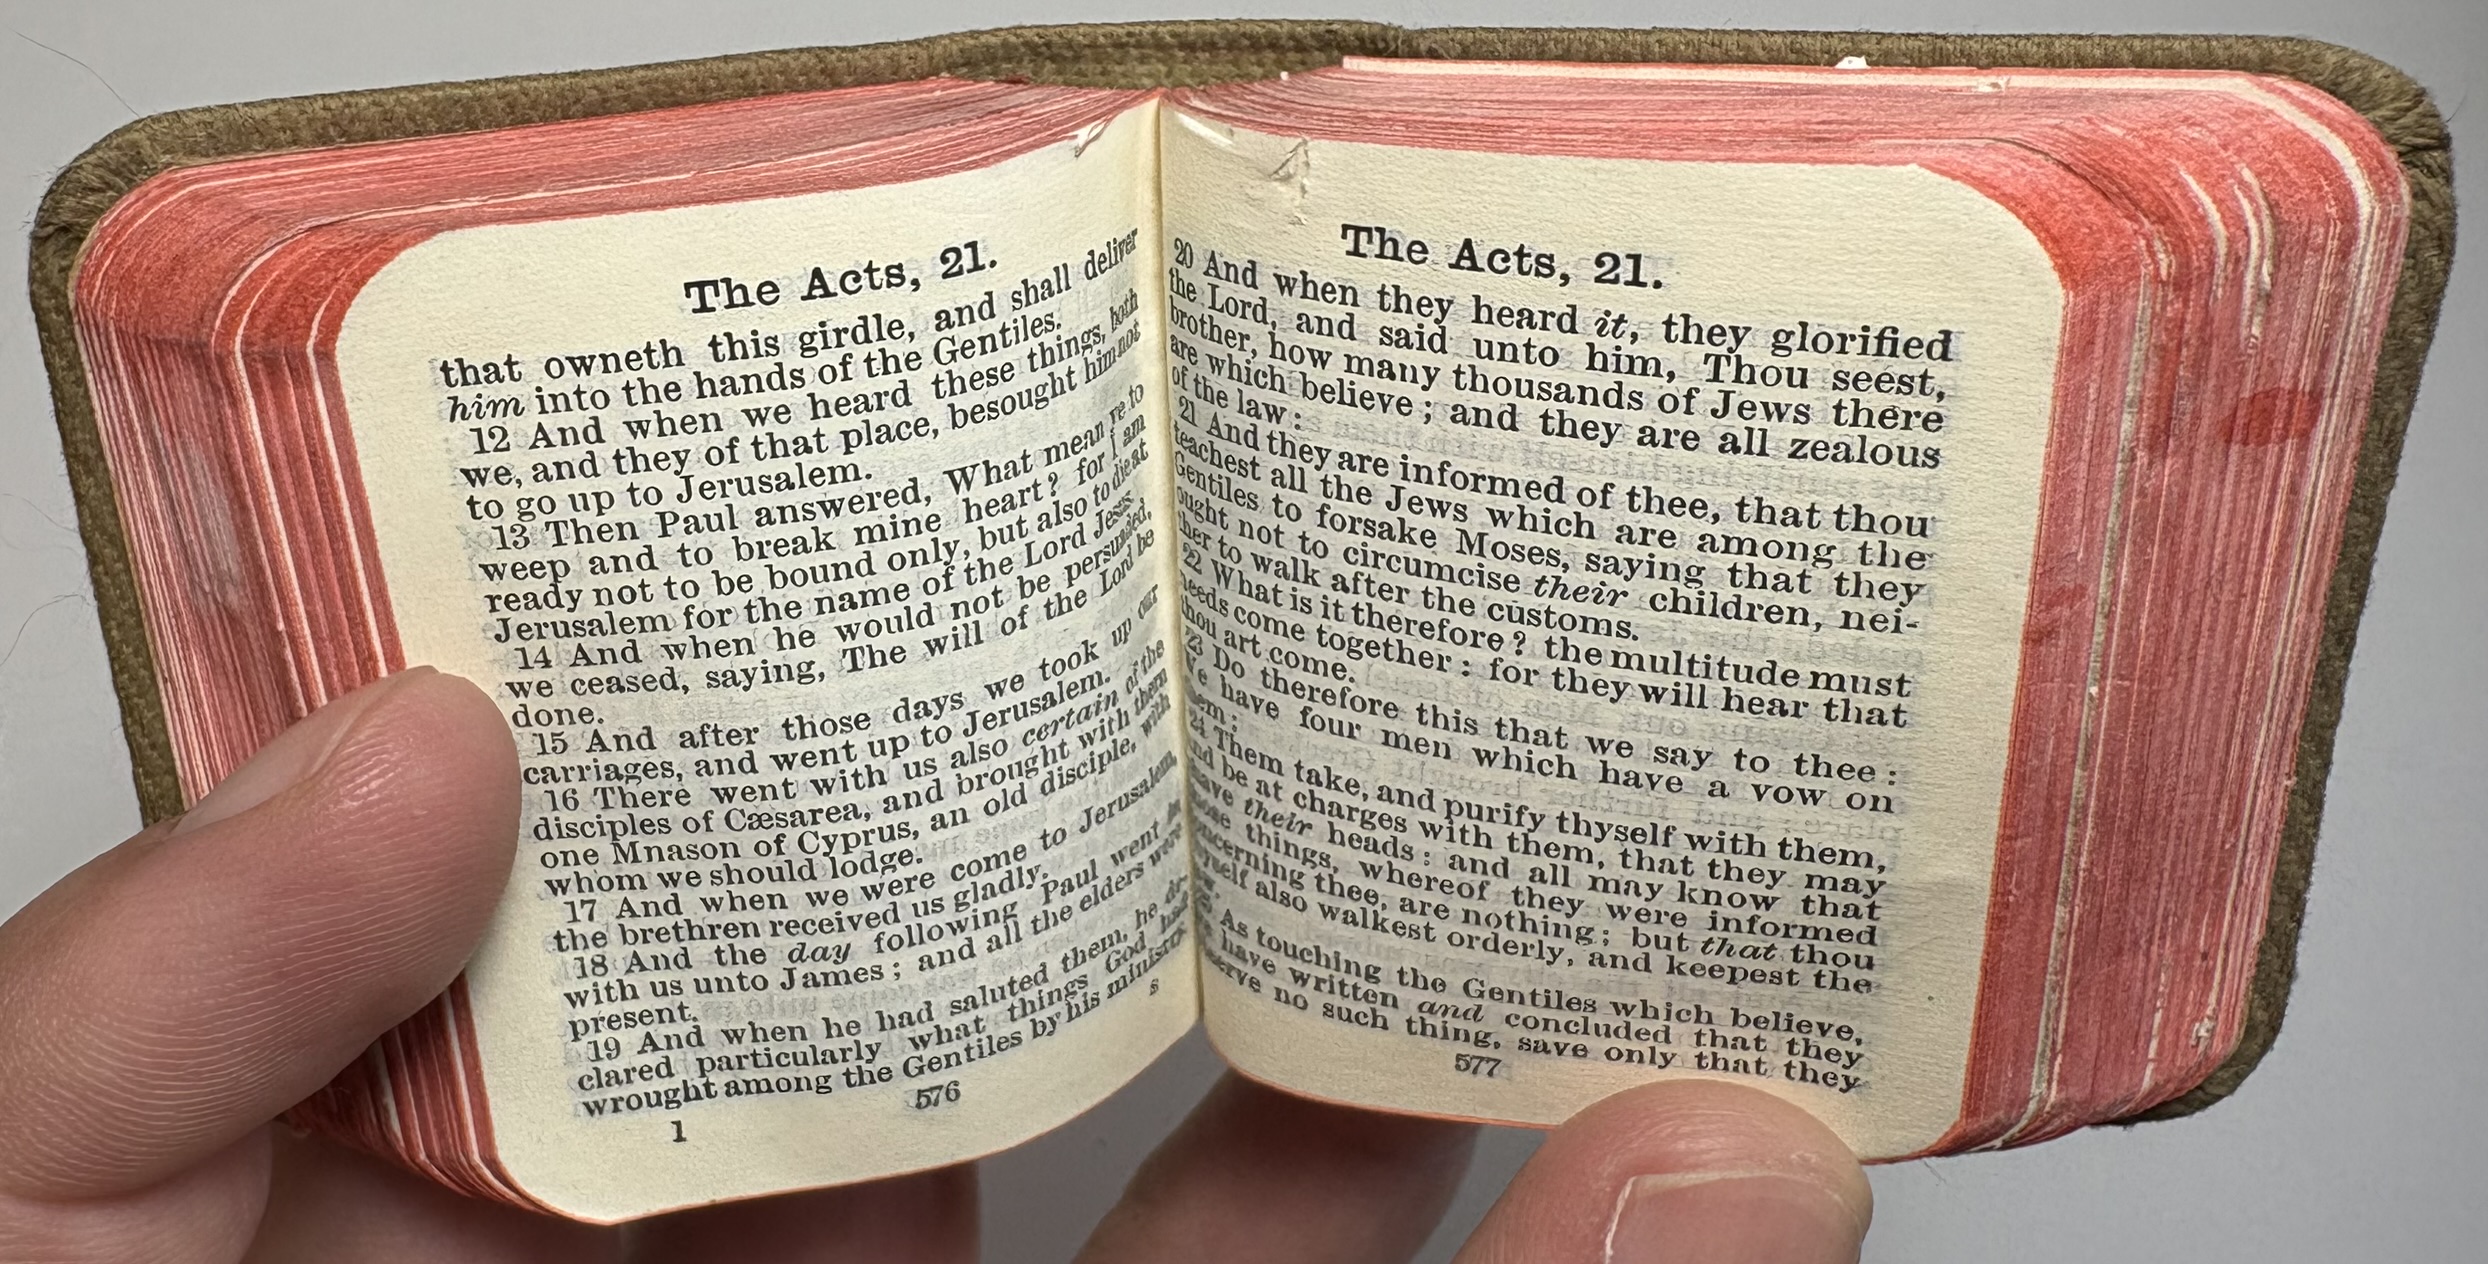 The Acts, 21.
that owneth this girdle, and shall deliver
him into the hands of the Gentiles.
12 And when we heard these things, both
we, and they of that place, besought him not
to go up to Jerusalem.
13 Then Paul answered, What mean ye to
weep and to break mine heart? for I am
ready not to be bound only, but also to die at
Jerusalem for the name of the Lord Jesus.
14 And when he would not be persuaded,
we ceased, saying, The will of the Lord be
done.
15 And after those days we took up our
carriages, and went up to Jerusalem.
16 There went with us also certain of the
disciples of Cæsarea, and brought with them
one Mnason of Cyprus, an old disciple, with
whom we should lodge.
17 And when we were come to Jerusalem,
the brethren received us gladly.
18 And the day following Paul went in
with us unto James; and all the elders were
present.
19 And when he had saluted them, he de-
clared particularly what things God had
wrought among the Gentiles by his ministry.
576 s
1
The Acts, 21.
20 And when they heard it, they glorified
the Lord, and said unto him, Thou seest,
brother, how many thousands of Jews there
are which believe; and they are all zealous
of the law:
21 And they are informed of thee, that thou
teachest all the Jews which are among the
Gentiles to forsake Moses, saying that they
ought not to circumcise their children, nei-
ther to walk after the customs.
22 What is it therefore? the multitude must
needs come together: for they will hear that
thou art come.
23 Do therefore this that we say to thee:
We have four men which have a vow on
them;
24 Them take, and purify thyself with them,
and be at charges with them, that they may
shave their heads: and all may know that
those things, whereof they were informed
concerning thee, are nothing; but that thou
thyself also walkest orderly, and keepest the
25 As touching the Gentiles which believe,
we have written and concluded that they
observe no such thing, save only that they
577